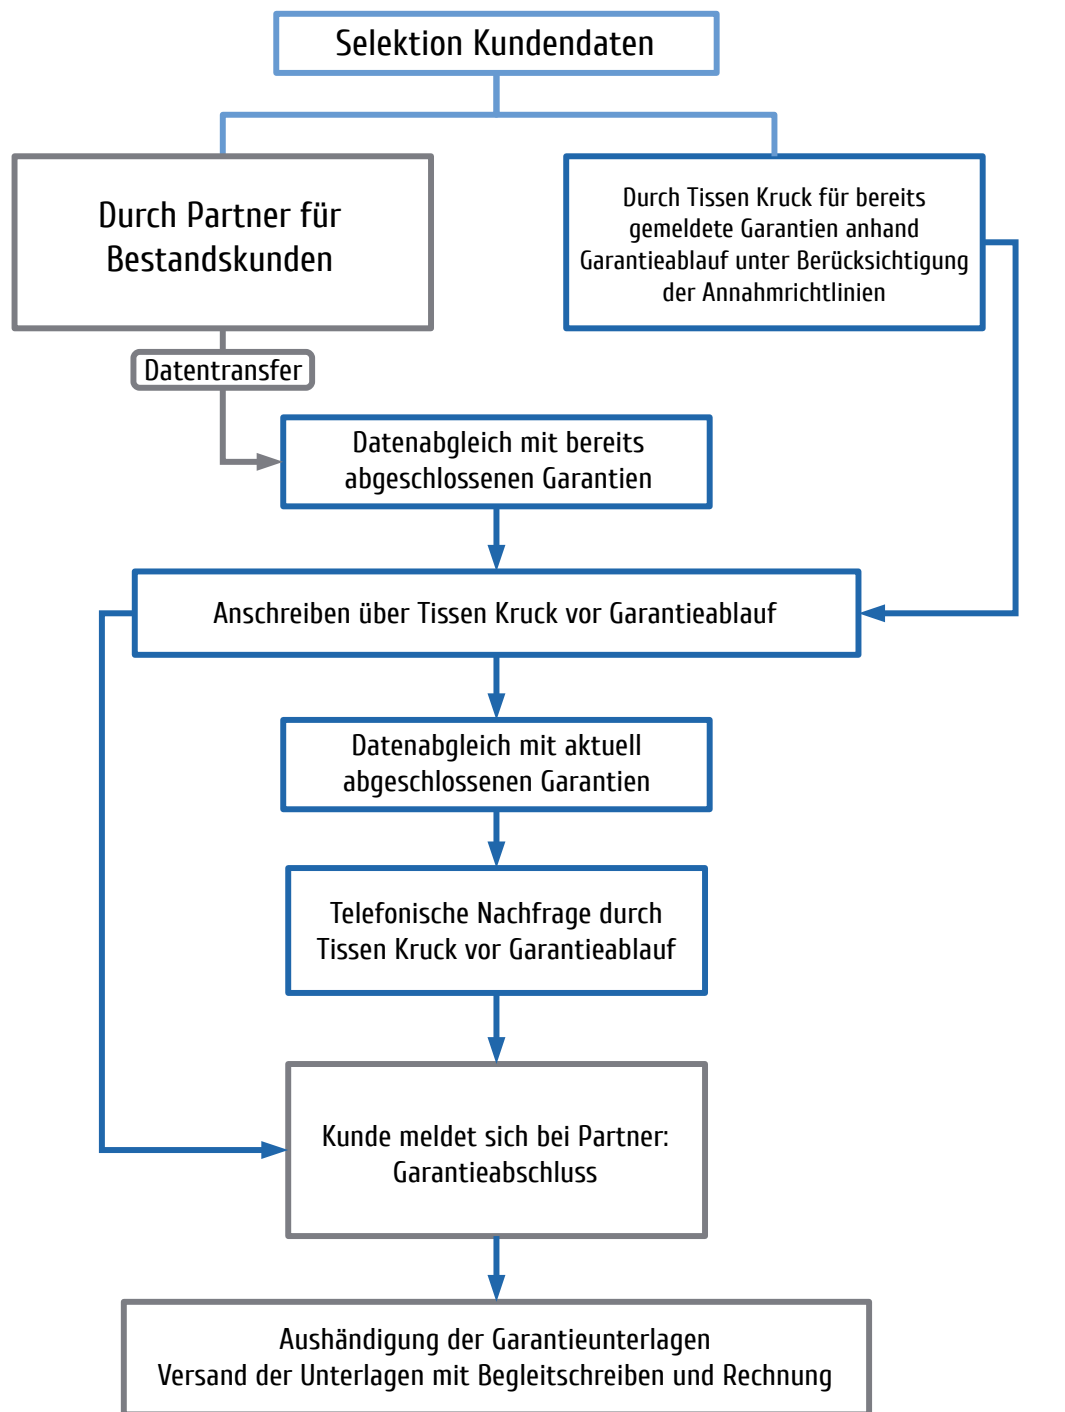 Selektion Kundendaten
Durch Partner für
Bestandskunden
Durch Tissen Kruck für bereits
gemeldete Garantien anhand
Garantieablauf unter Berücksichtigung
der Annahmrichtlinien
Datentransfer
Datenabgleich mit bereits
abgeschlossenen Garantien
Anschreiben über Tissen Kruck vor Garantieablauf
Datenabgleich mit aktuell
abgeschlossenen Garantien
Telefonische Nachfrage durch
Tissen Kruck vor Garantieablauf
Kunde meldet sich bei Partner:
Garantieabschluss
Aushändigung der Garantieunterlagen
Versand der Unterlagen mit Begleitschreiben und Rechnung